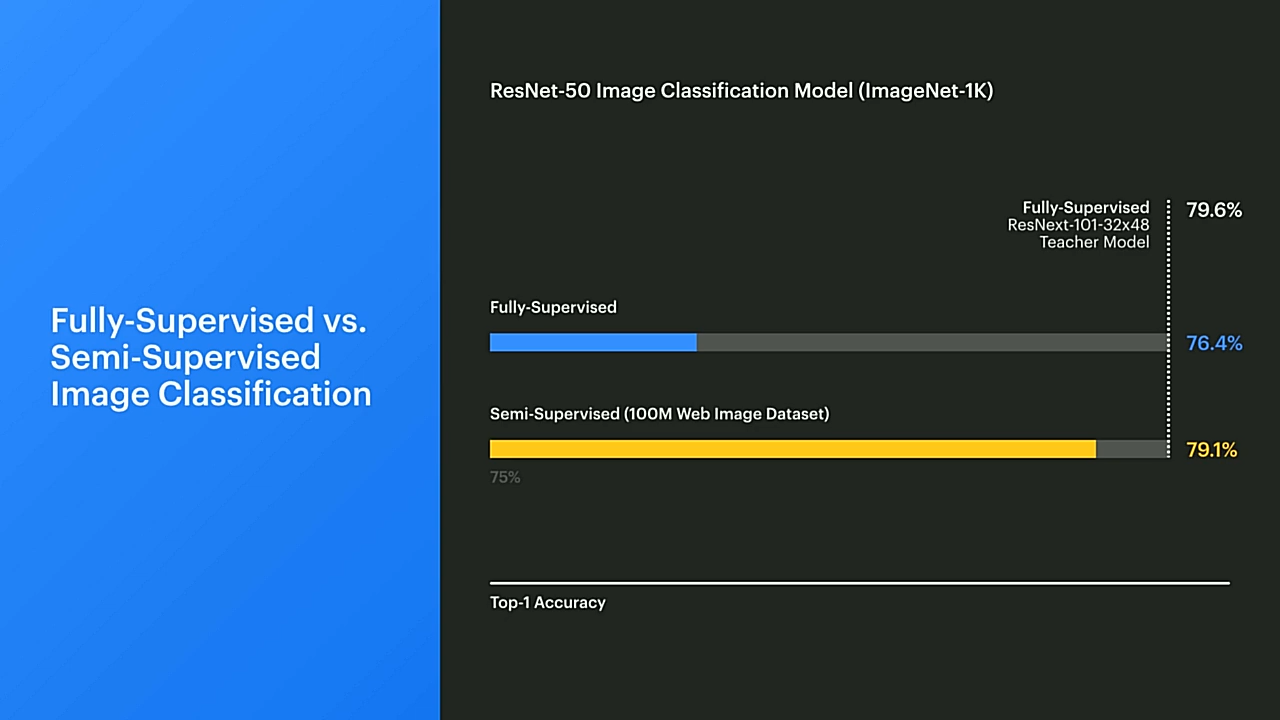 Fully-Supervised vs.
Semi-Supervised
Image Classification
ResNet-50 Image Classification Model (ImageNet-1K)
Fully-Supervised
ResNext-101-32x48
Teacher Model
79.6%
Fully-Supervised
76.4%
Semi-Supervised (100M Web Image Dataset)
79.1%
75%
Top-1 Accuracy